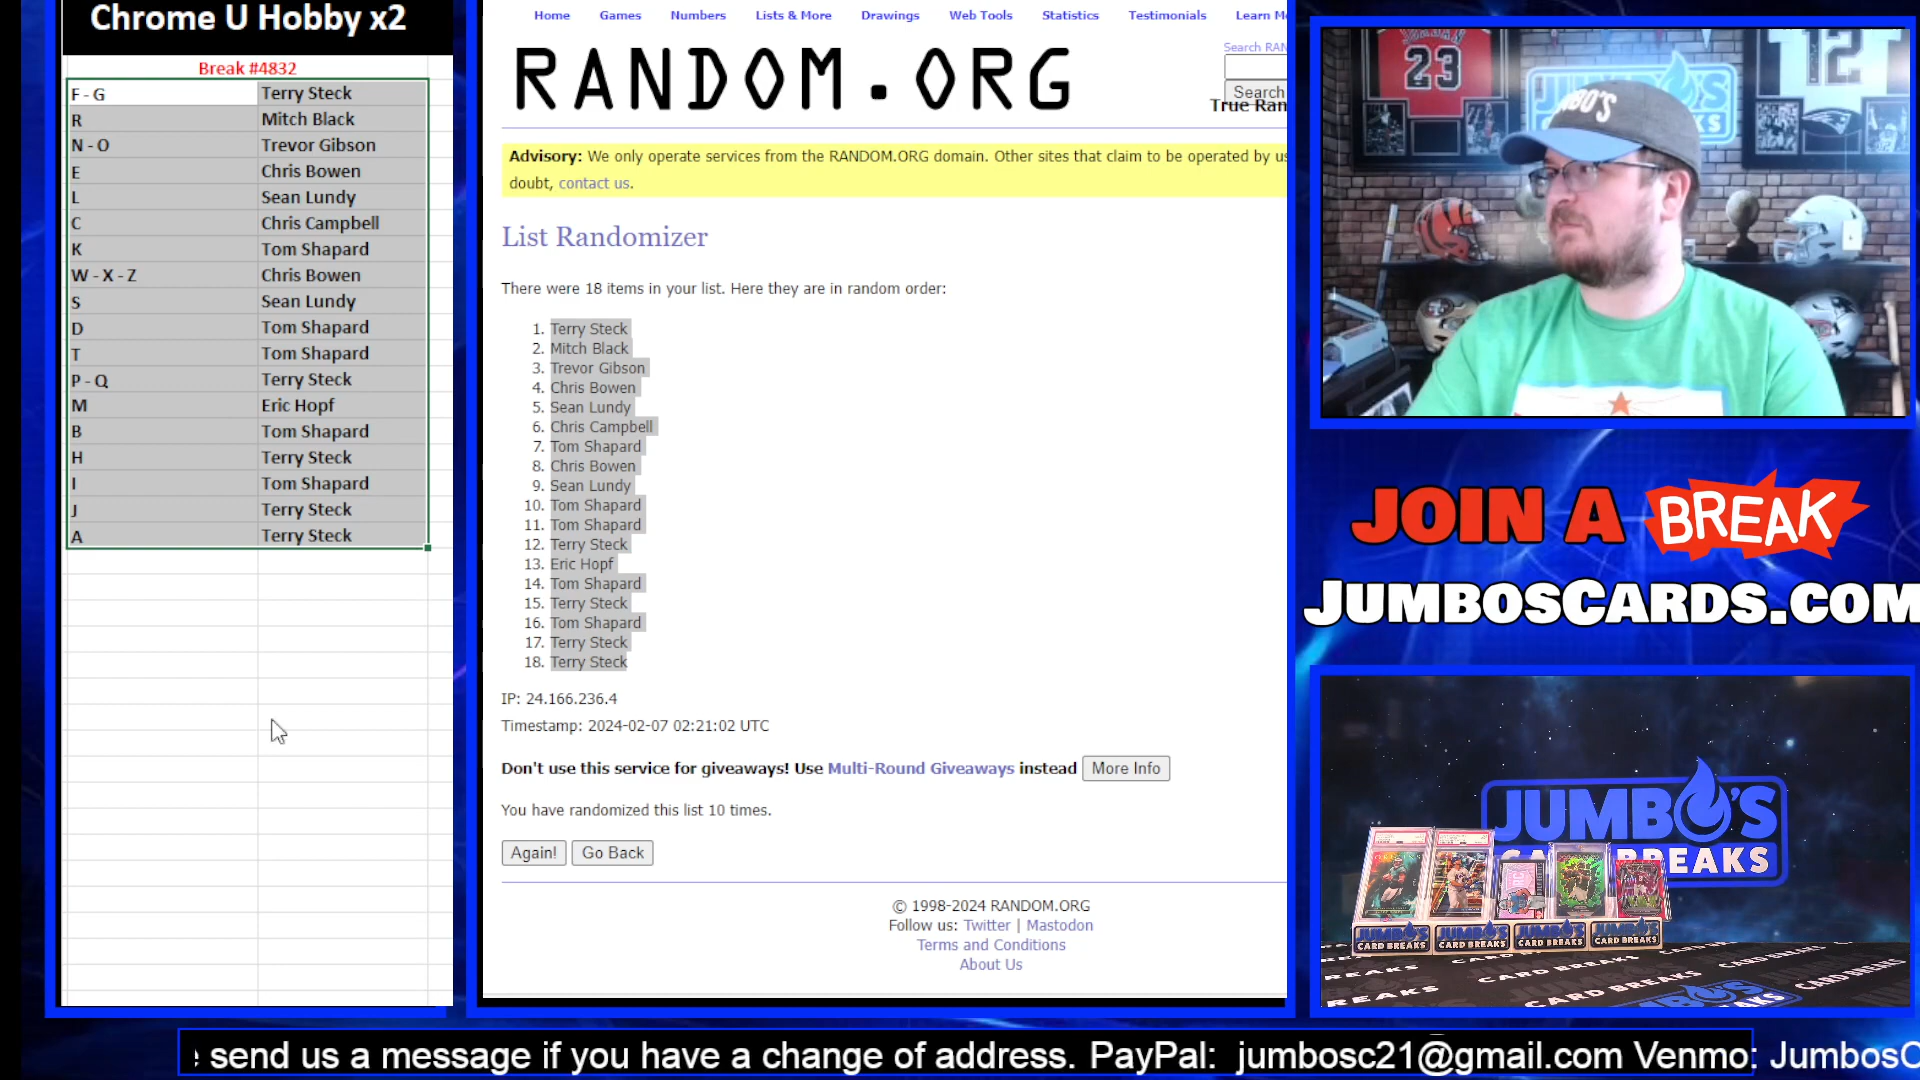 Chrome U Hobby x2
Break #4832
F - G Terry Steck
R Mitch Black
N - O Trevor Gibson
E Chris Bowen
L Sean Lundy
C Chris Campbell
K Tom Shapard
W - X - Z Chris Bowen
S Sean Lundy
D Tom Shapard
T Tom Shapard
P - Q Terry Steck
M Eric Hopf
B Tom Shapard
H Terry Steck
I Tom Shapard
J Terry Steck
A Terry Steck
Home Games Numbers Lists & More Drawings Web Tools Statistics Testimonials Learn M
Search RAN
RANDOM.ORG
Search
True Ran
Advisory: We only operate services from the RANDOM.ORG domain. Other sites that claim to be operated by us
doubt, contact us.
List Randomizer
There were 18 items in your list. Here they are in random order:
1. Terry Steck
2. Mitch Black
3. Trevor Gibson
4. Chris Bowen
5. Sean Lundy
6. Chris Campbell
7. Tom Shapard
8. Chris Bowen
9. Sean Lundy
10. Tom Shapard
11. Tom Shapard
12. Terry Steck
13. Eric Hopf
14. Tom Shapard
15. Terry Steck
16. Tom Shapard
17. Terry Steck
18. Terry Steck
IP: 24.166.236.4
Timestamp: 2024-02-07 02:21:02 UTC
Don't use this service for giveaways! Use Multi-Round Giveaways instead More Info
You have randomized this list 10 times.
Again! Go Back
© 1998-2024 RANDOM.ORG
Follow us: Twitter | Mastodon
Terms and Conditions
About Us
23
12
JOIN A BREAK
JUMBOSCARDS.COM
JUMBO'S
CARD BREAKS
send us a message if you have a change of address. PayPal: jumbosc21@gmail.com Venmo: JumbosC